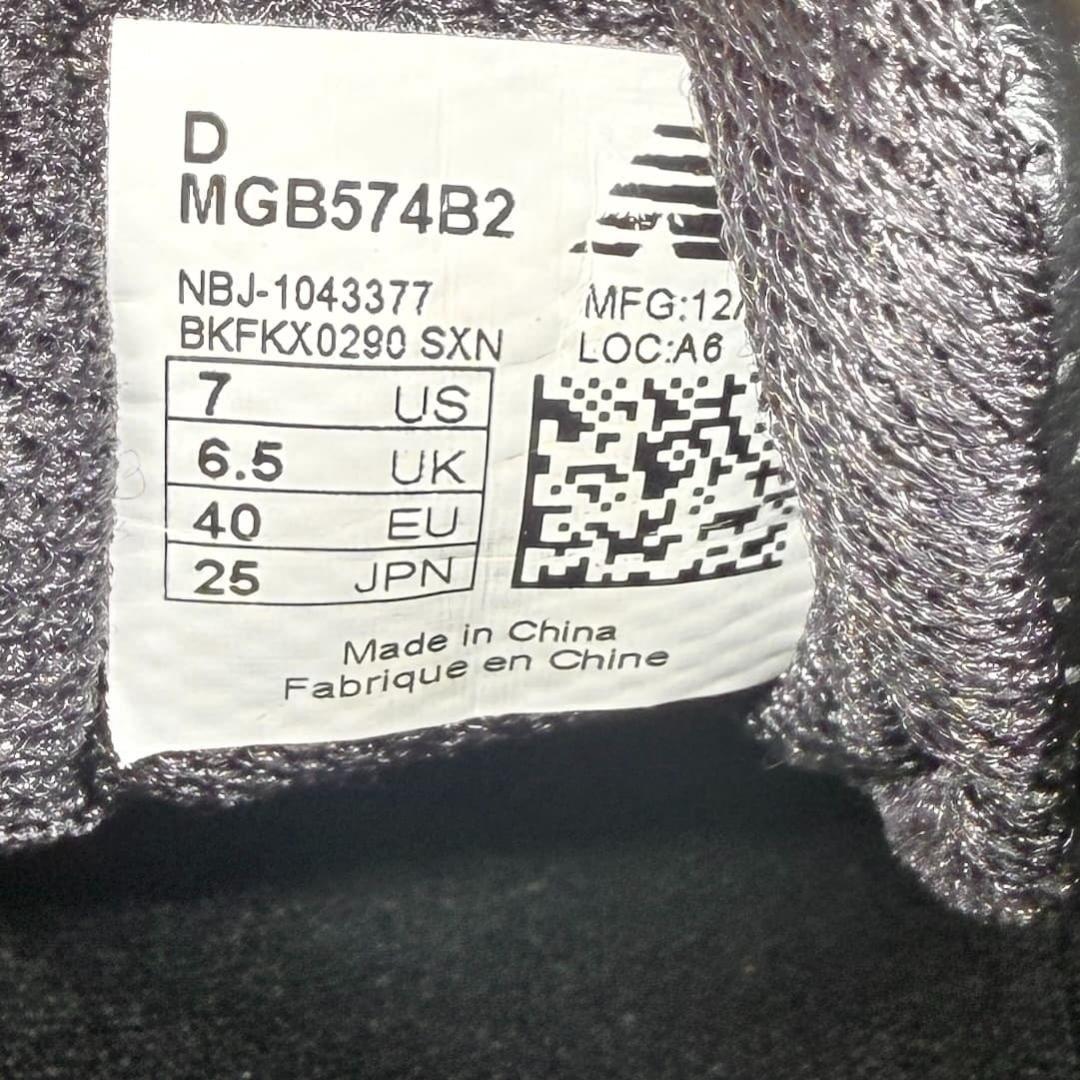 D
MGB574B2
NBJ-1043377
BKFKX0290 SXN
MFG:12/
LOC:A6
7 US
6.5 UK
40 EU
25 JPN
Made in China
Fabrique en Chine